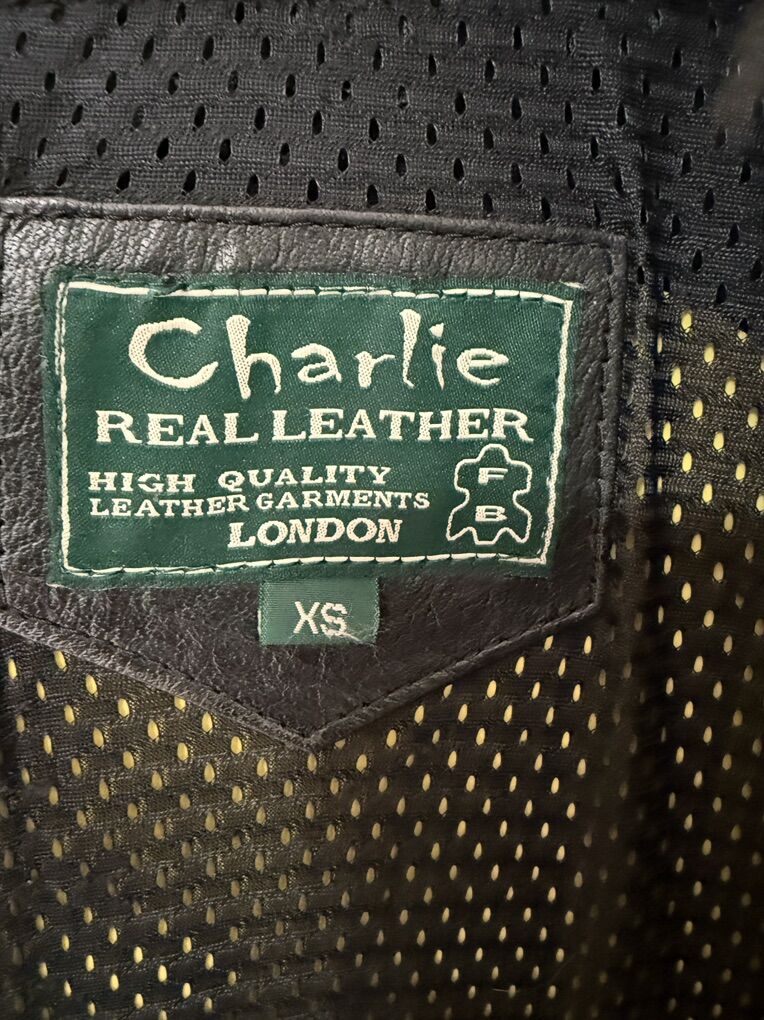 Charlie
REAL LEATHER
HIGH QUALITY
LEATHER GARMENTS
LONDON
F
B
XS